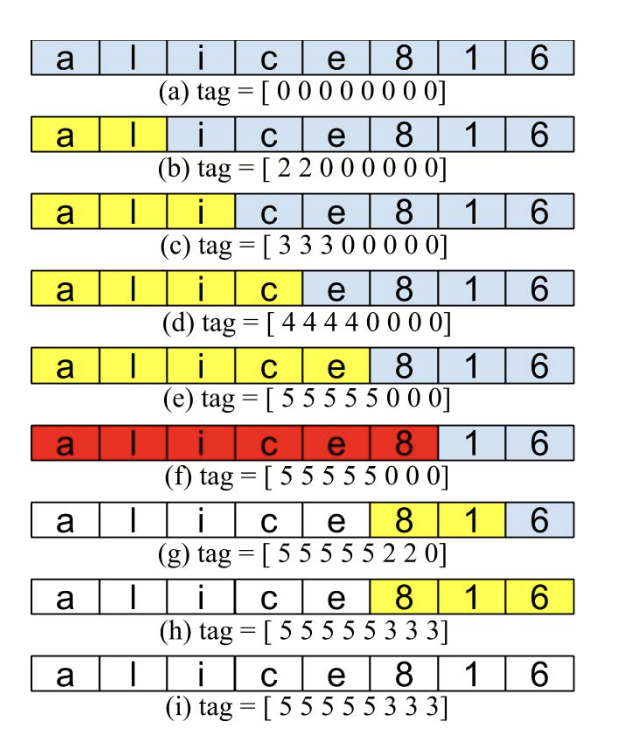 a l i c e 8 1 6
(a) tag = [ 0 0 0 0 0 0 0 0]
a l i c e 8 1 6
(b) tag = [ 2 2 0 0 0 0 0 0]
a l i c e 8 1 6
(c) tag = [ 3 3 3 0 0 0 0 0]
a l i c e 8 1 6
(d) tag = [ 4 4 4 4 0 0 0 0]
a l i c e 8 1 6
(e) tag = [ 5 5 5 5 5 0 0 0]
a l i c e 8 1 6
(f) tag = [ 5 5 5 5 5 0 0 0]
a l i c e 8 1 6
(g) tag = [ 5 5 5 5 5 2 2 0]
a l i c e 8 1 6
(h) tag = [ 5 5 5 5 5 3 3 3]
a l i c e 8 1 6
(i) tag = [ 5 5 5 5 5 3 3 3]